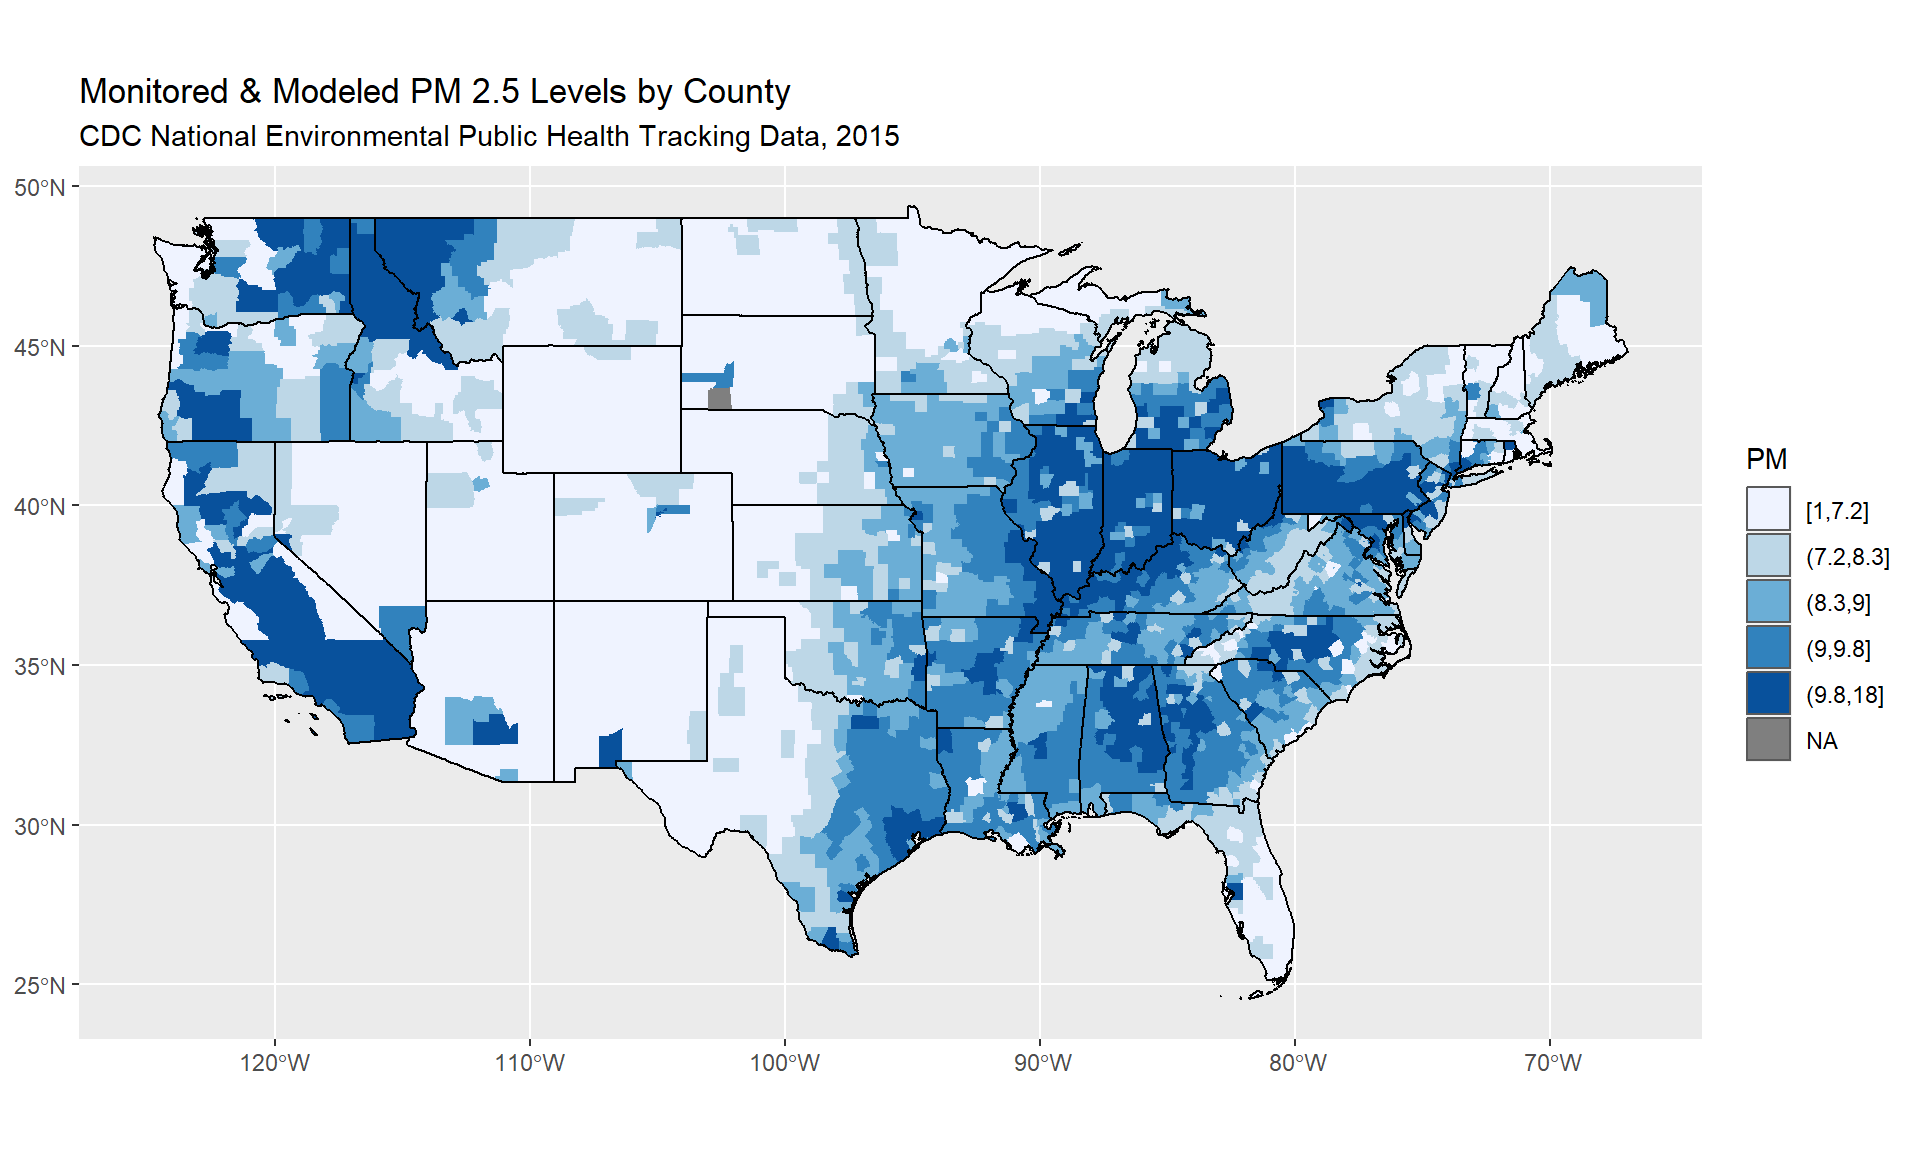 Monitored & Modeled PM 2.5 Levels by County
CDC National Environmental Public Health Tracking Data, 2015
50°N
45°N
40°N
35°N
30°N
25°N
120°W
110°W
100°W
90°W
80°W
70°W
PM
[1,7.2]
(7.2,8.3]
(8.3,9]
(9,9.8]
(9.8,18]
NA